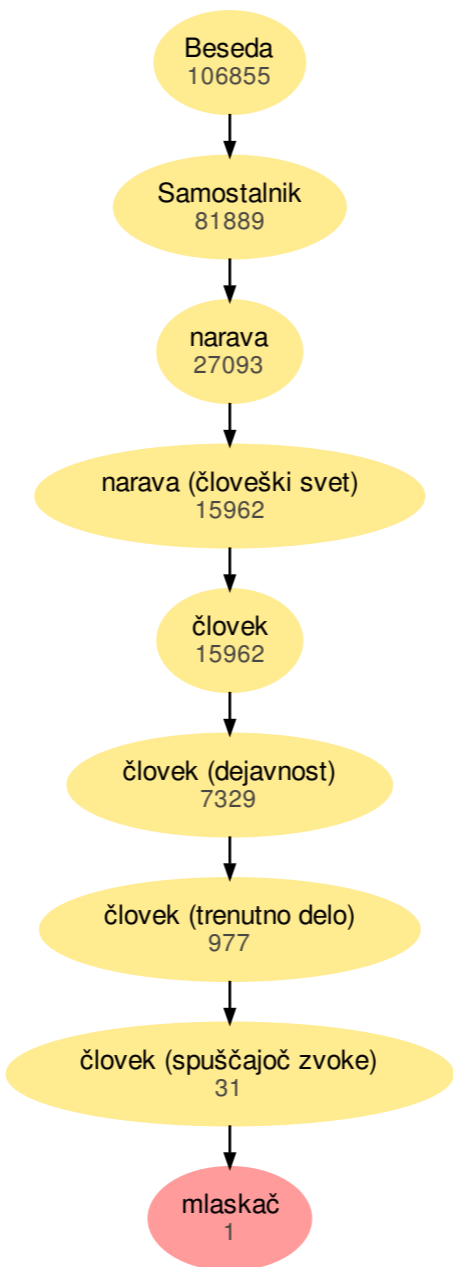 Beseda
106855
Samostalnik
81889
narava
27093
narava (človeški svet)
15962
človek
15962
človek (dejavnost)
7329
človek (trenutno delo)
977
človek (spuščajoč zvoke)
31
mlaskač
1